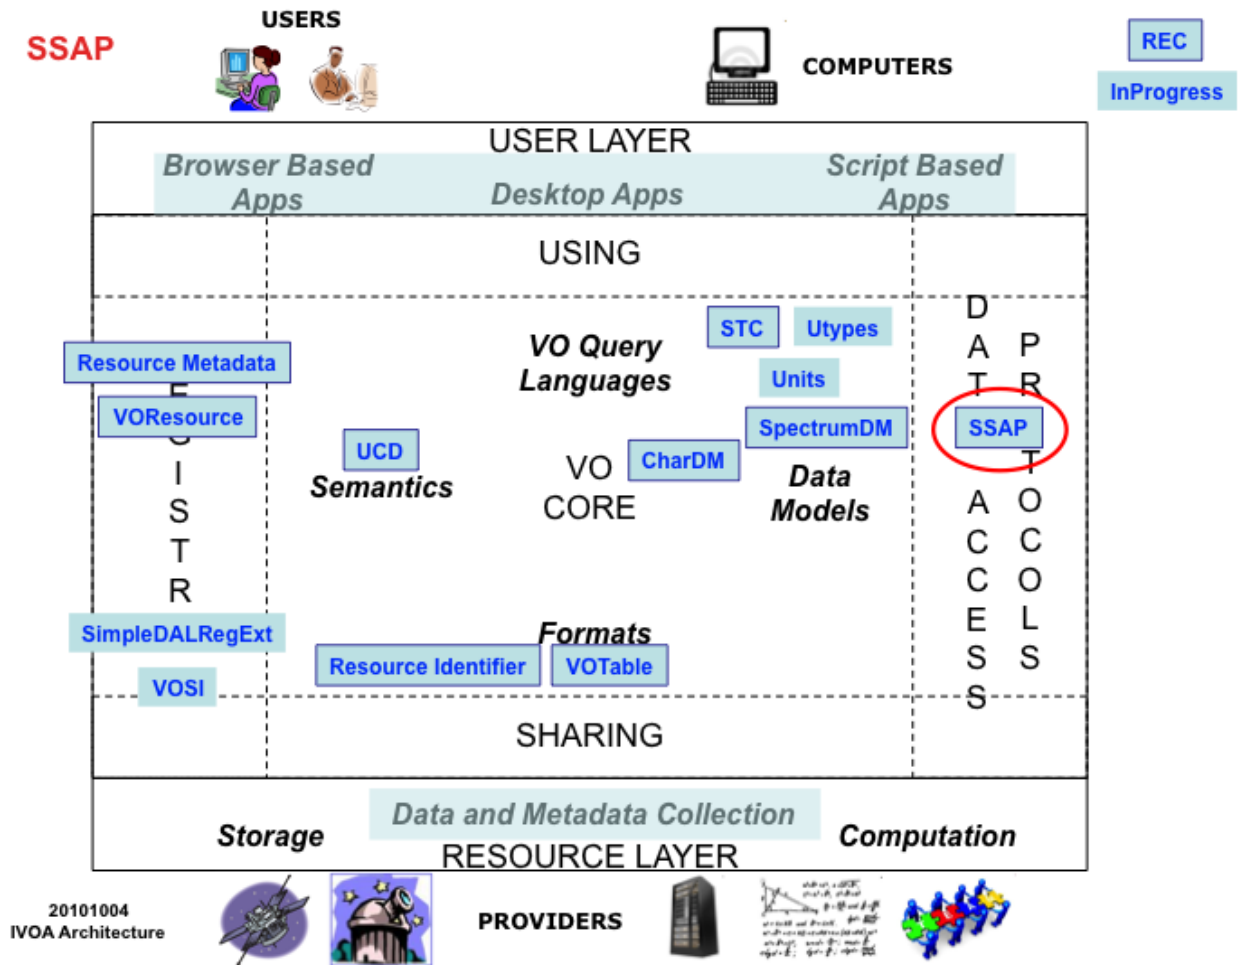 SSAP
USERS
COMPUTERS
REC
InProgress
USER LAYER
Browser Based
Apps
Desktop Apps
Script Based
Apps
USING
Resource Metadata
VOResource
UCD
Semantics
VO Query
Languages
VO
CORE
STC
Utypes
Units
SpectrumDM
CharDM
Data
Models
SSAP
D
A
T
A
C
C
E
S
S
P
R
T
O
C
O
L
S
I
S
T
R
SimpleDALRegExt
VOSI
Formats
Resource Identifier
VOTable
SHARING
Data and Metadata Collection
Storage
Computation
RESOURCE LAYER
PROVIDERS
20101004
IVOA Architecture